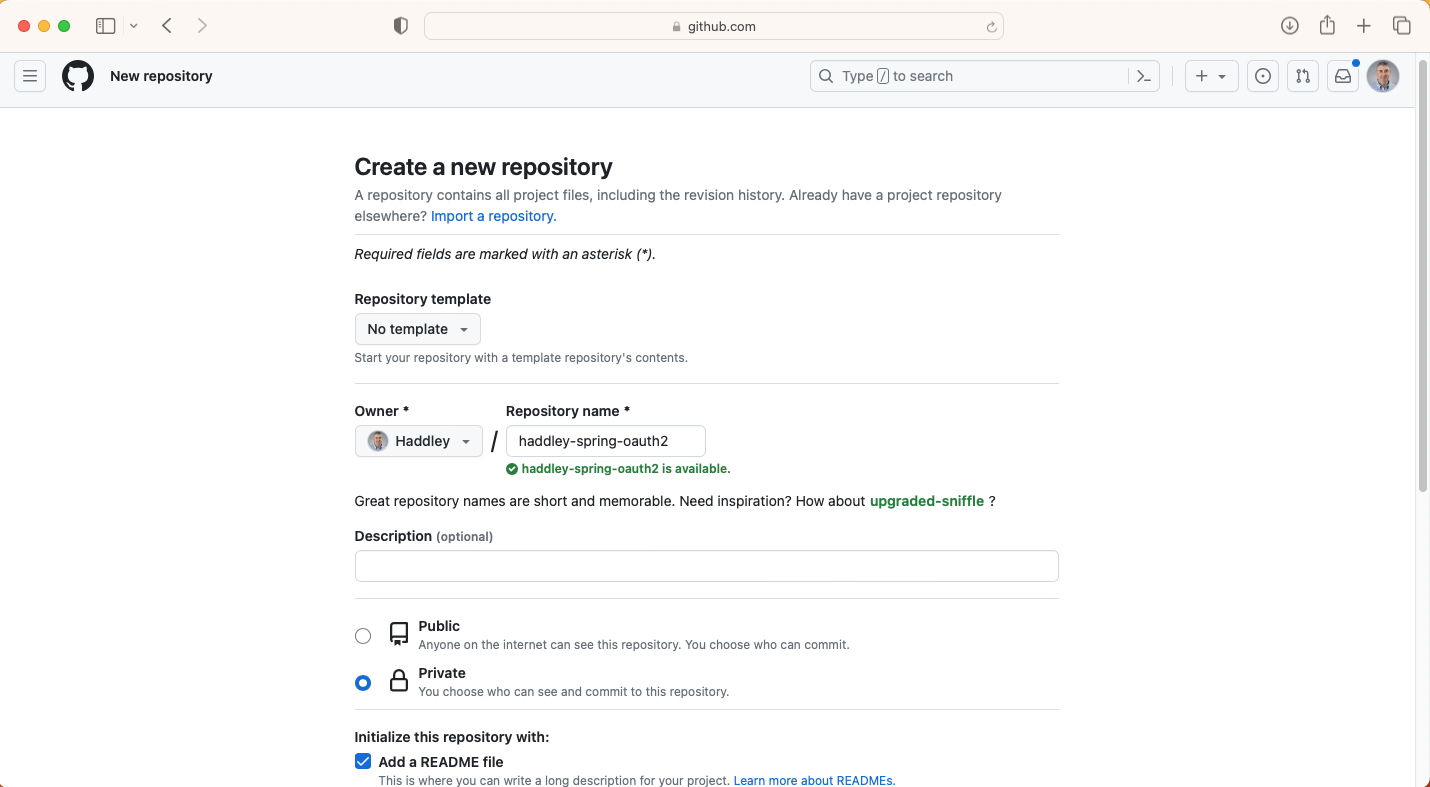 github.com
New repository
Type / to search
Create a new repository
A repository contains all project files, including the revision history. Already have a project repository
elsewhere? Import a repository.
Required fields are marked with an asterisk (*).
Repository template
No template
Start your repository with a template repository's contents.
Owner * Repository name *
Haddley / haddley-spring-oauth2
haddley-spring-oauth2 is available.
Great repository names are short and memorable. Need inspiration? How about upgraded-sniffle ?
Description (optional)
Public
Anyone on the internet can see this repository. You choose who can commit.
Private
You choose who can see and commit to this repository.
Initialize this repository with:
Add a README file
This is where you can write a long description for your project. Learn more about READMEs.